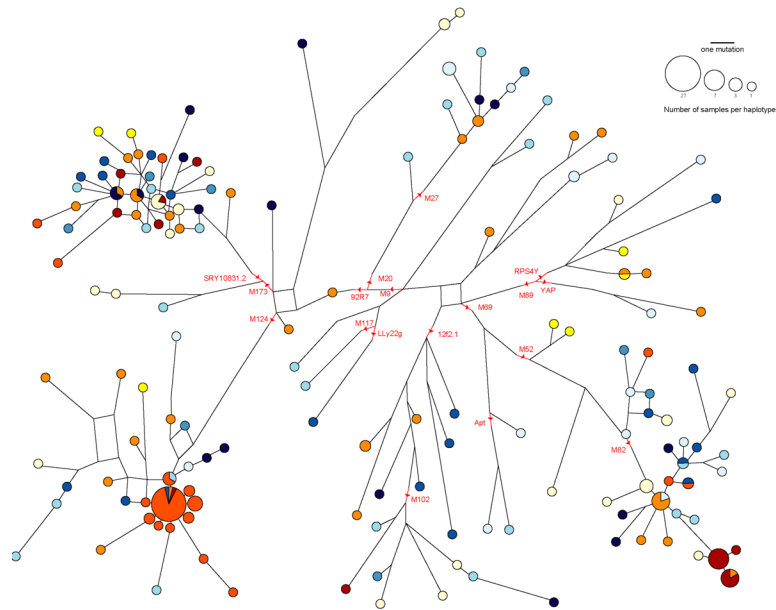 one mutation
27 7 3 1
Number of samples per haplotype
M27
SRY10831.2
M173
M124
M20
92R7
M9
RPS4Y
YAP
M89
M69
M117
LLy22g
12f2.1
M52
Apt
M82
M102